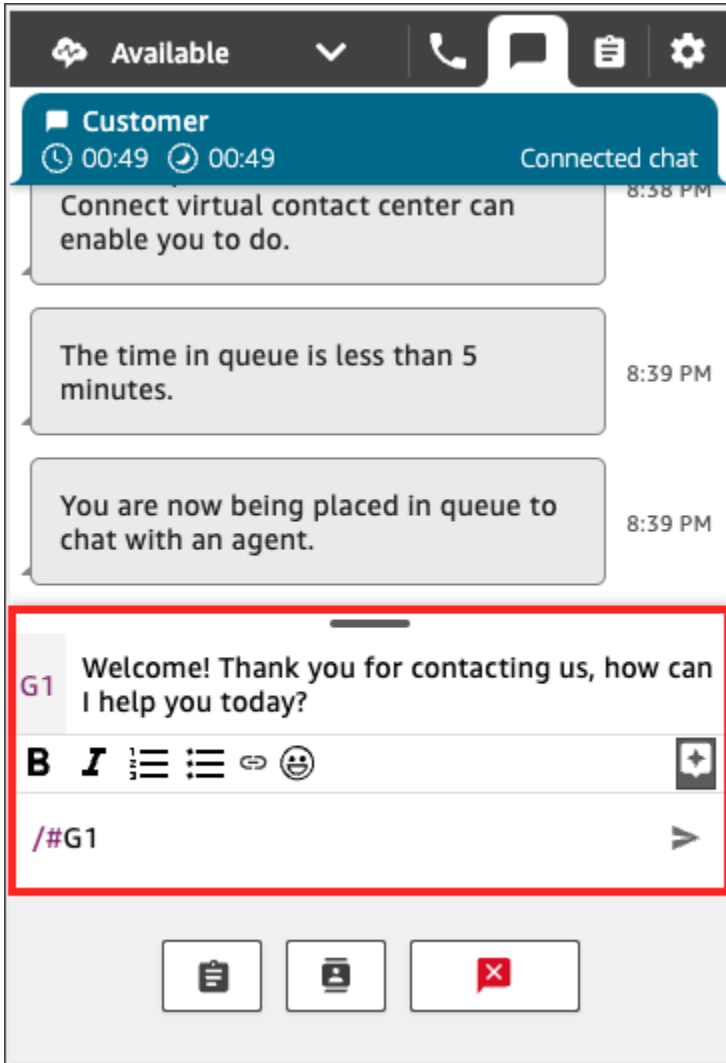 Available
Customer
00:49 00:49 Connected chat
8:38 PM
Connect virtual contact center can
enable you to do.
The time in queue is less than 5
minutes.
8:39 PM
You are now being placed in queue to
chat with an agent.
8:39 PM
G1 Welcome! Thank you for contacting us, how can
I help you today?
B I
/#G1